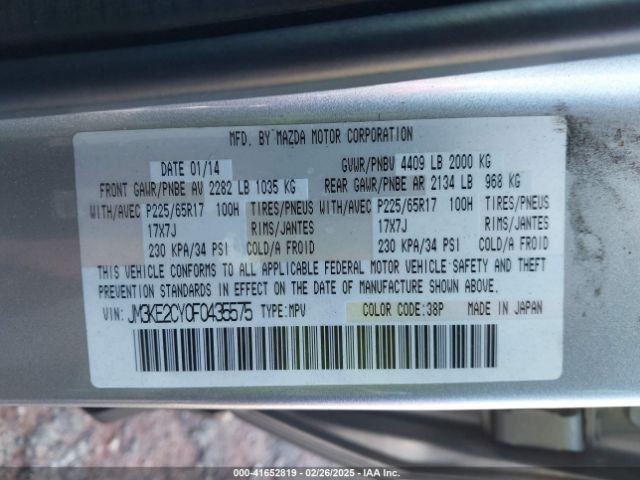 MFD. BY MAZDA MOTOR CORPORATION
DATE 01/14 GVWR/PNBV 4409 LB 2000 KG
FRONT GAWR/PNBE AV 2282 LB 1035 KG REAR GAWR/PNBE AR 2134 LB 968 KG
WITH/AVEC P225/65R17 100H TIRES/PNEUS WITH/AVEC P225/65R17 100H TIRES/PNEUS
17X7J RIMS/JANTES 17X7J RIMS/JANTES
230 KPA/34 PSI COLD/A FROID 230 KPA/34 PSI COLD/A FROID
THIS VEHICLE CONFORMS TO ALL APPLICABLE FEDERAL MOTOR VEHICLE SAFETY AND THEFT
PREVENTION STANDARDS IN EFFECT ON THE DATE OF MANUFACTURE SHOWN ABOVE.
VIN: JM3KE2CY0F0435575 TYPE:MPV COLOR CODE:38P MADE IN JAPAN
000-41652819 - 02/26/2025 - IAA Inc.